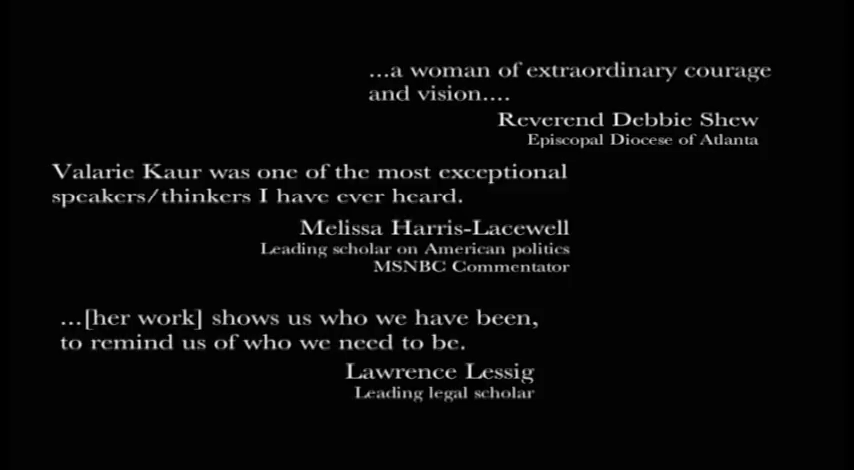 ...a woman of extraordinary courage
and vision....
Reverend Debbie Shew
Episcopal Diocese of Atlanta
Valarie Kaur was one of the most exceptional
speakers/thinkers I have ever heard.
Melissa Harris-Lacewell
Leading scholar on American politics
MSNBC Commentator
...[her work] shows us who we have been,
to remind us of who we need to be.
Lawrence Lessig
Leading legal scholar